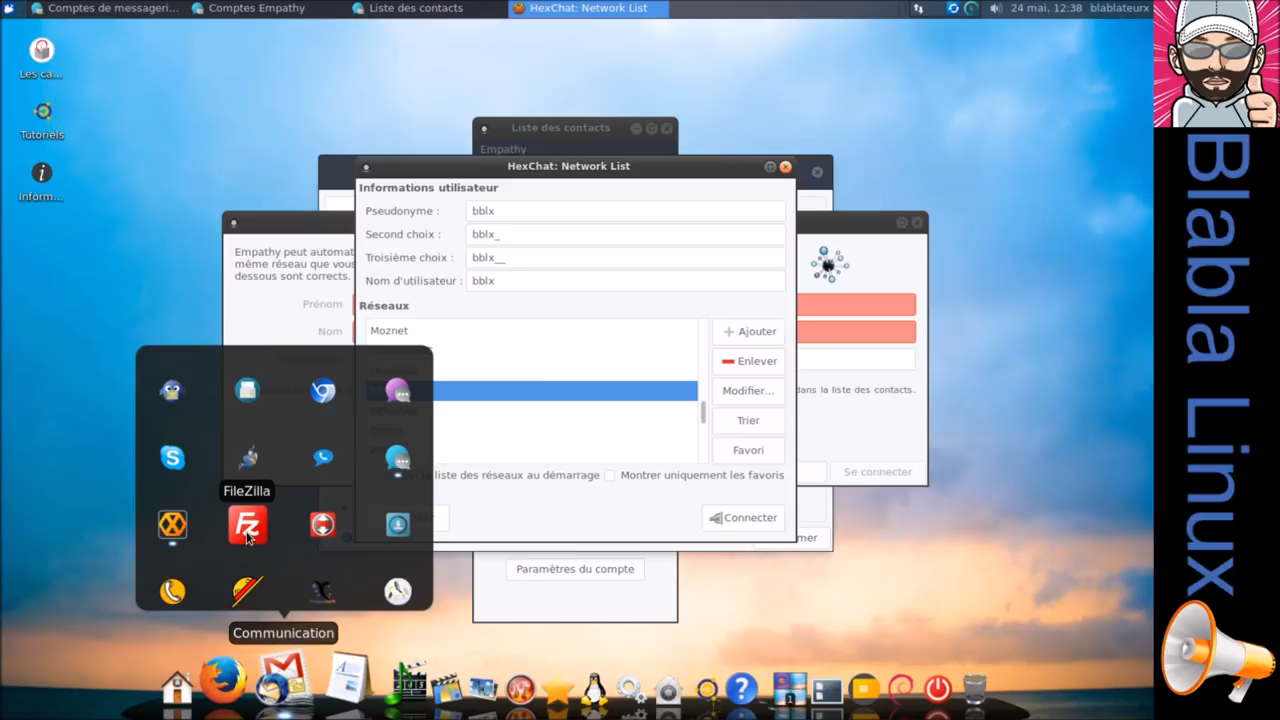 Comptes de messageri...
Comptes Empathy
Liste des contacts
HexChat: Network List
24 mai, 12:38
blablateurx
Les ca...
Tutoriels
Inform...
Liste des contacts
Empathy
HexChat: Network List
Informations utilisateur
Pseudonyme :
bblx
Second choix :
bblx_
Troisième choix :
bblx__
Nom d'utilisateur :
bblx
Réseaux
Moznet
Ajouter
Enlever
Modifier...
Trier
Favori
liste des réseaux au démarrage
Montrer uniquement les favoris
Connecter
Empathy peut automat
même réseau que vous
dessous sont corrects.
Prénom
Nom
dans la liste des contacts.
Se connecter
mer
Paramètres du compte
FileZilla
Communication
Blabla Linux